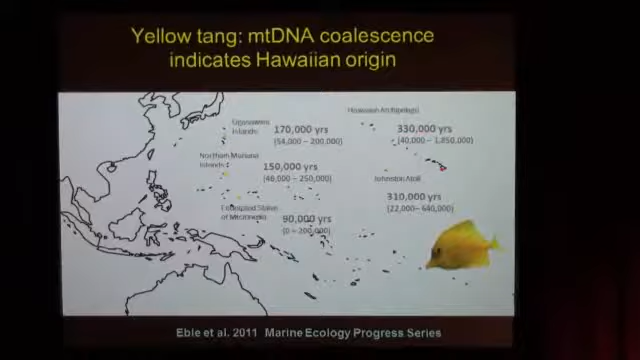 Yellow tang: mtDNA coalescence
indicates Hawaiian origin
Hawaiian Archipelago
Ogasawara
Islands
170,000 yrs
(54,000 – 200,000)
330,000 yrs
(40,000 – 1,850,000)
Northern Mariana
Islands
150,000 yrs
(46,000 – 250,000)
Johnston Atoll
310,000 yrs
(22,000– 640,000)
Federated States
of Micronesia
90,000 yrs
(0 – 200,000)
Eble et al. 2011 Marine Ecology Progress Series